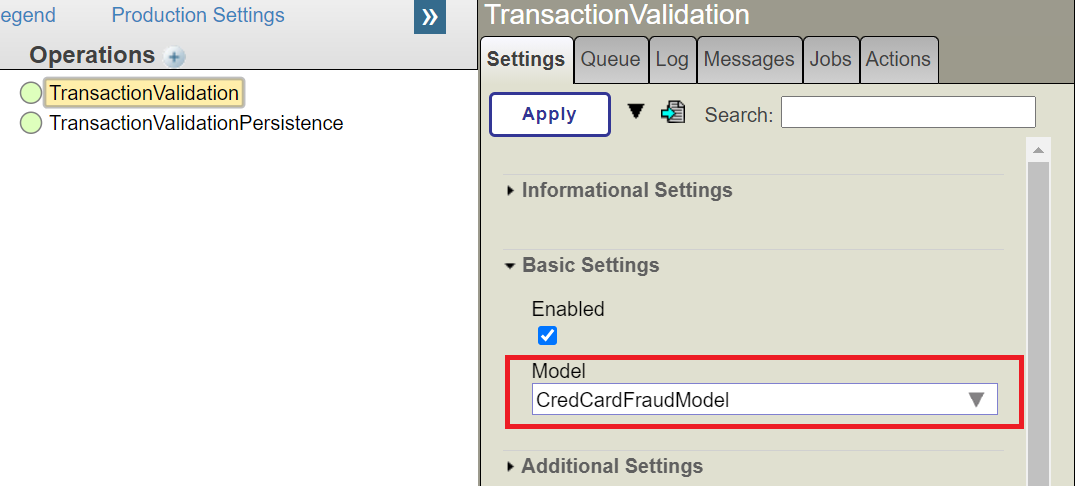 egend
Production Settings
»
Operations +
TransactionValidation
TransactionValidationPersistence
TransactionValidation
Settings
Queue
Log
Messages
Jobs
Actions
Apply
Search:
Informational Settings
Basic Settings
Enabled
Model
CredCardFraudModel
Additional Settings